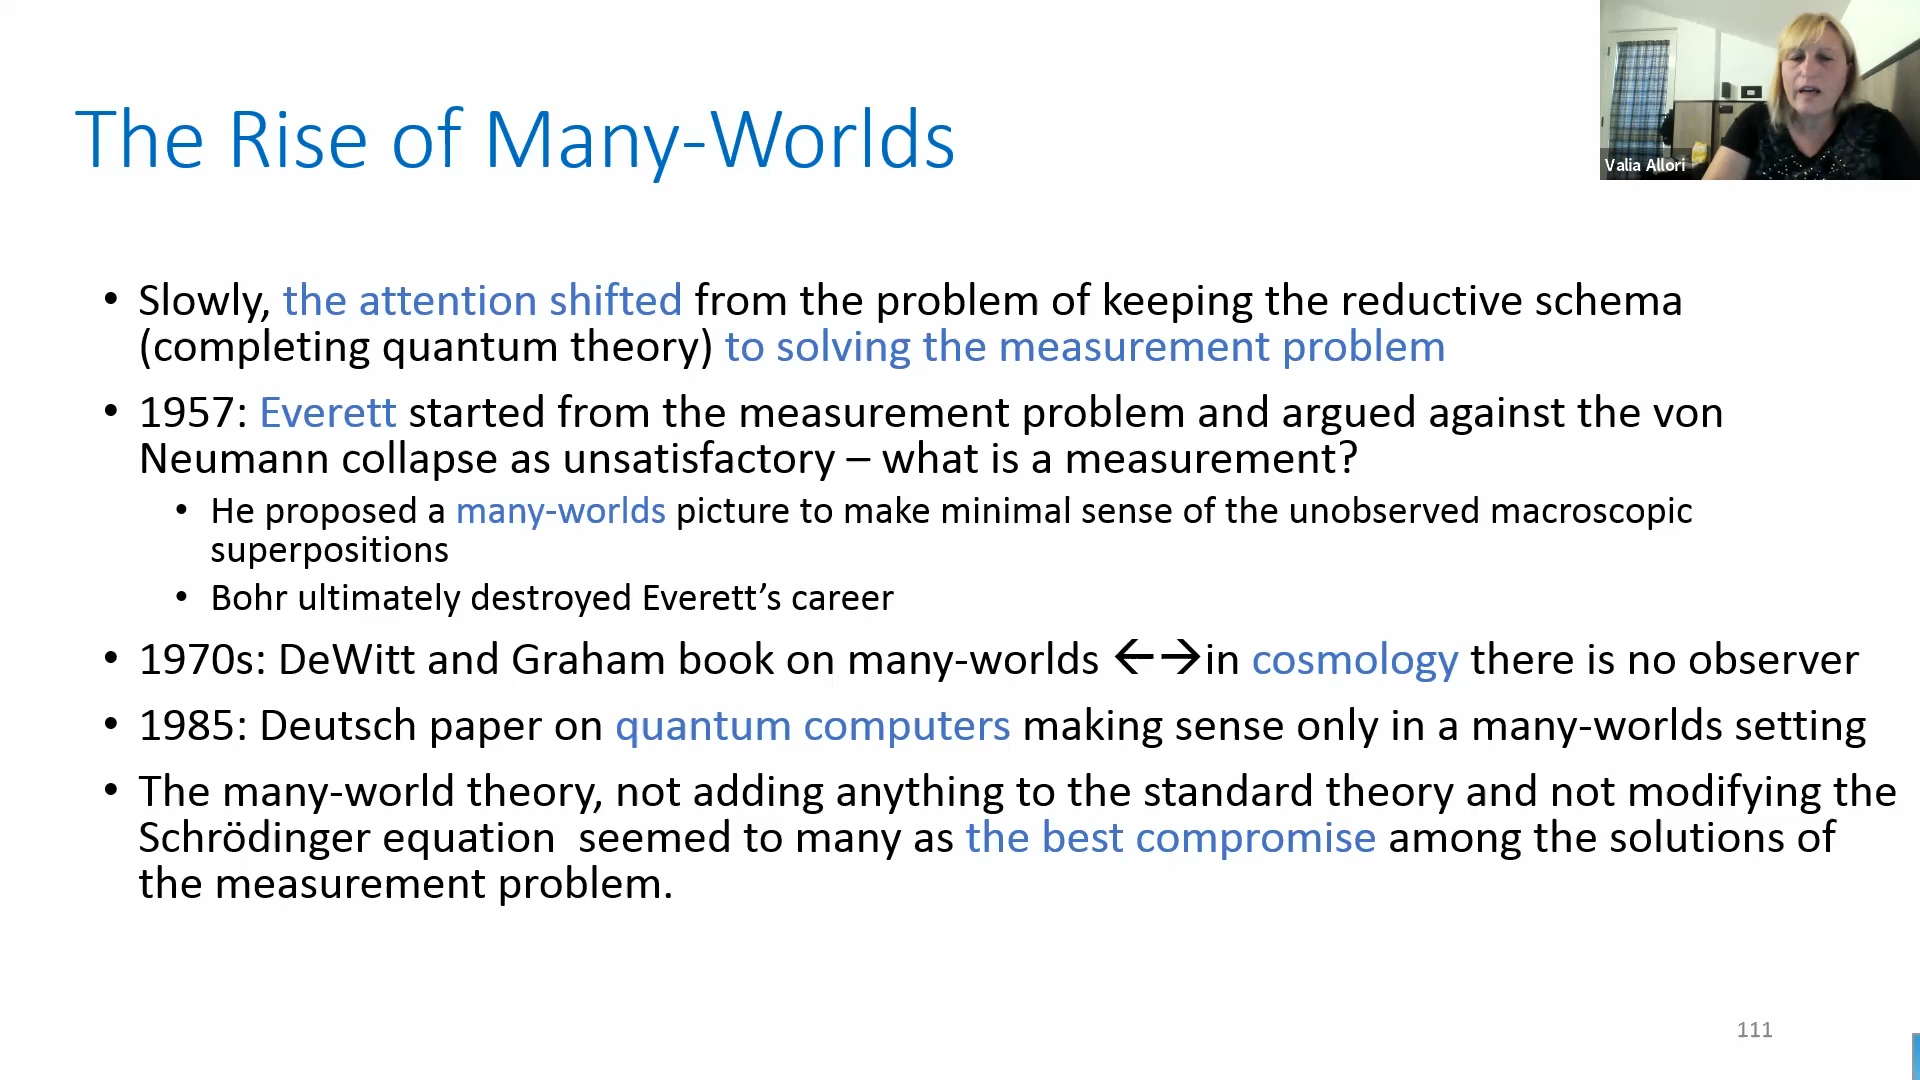 The Rise of Many-Worlds
Valia Allori
• Slowly, the attention shifted from the problem of keeping the reductive schema
(completing quantum theory) to solving the measurement problem
• 1957: Everett started from the measurement problem and argued against the von
Neumann collapse as unsatisfactory – what is a measurement?
• He proposed a many-worlds picture to make minimal sense of the unobserved macroscopic
superpositions
• Bohr ultimately destroyed Everett’s career
• 1970s: DeWitt and Graham book on many-worlds ←→in cosmology there is no observer
• 1985: Deutsch paper on quantum computers making sense only in a many-worlds setting
• The many-world theory, not adding anything to the standard theory and not modifying the
Schrödinger equation  seemed to many as the best compromise among the solutions of
the measurement problem.
111